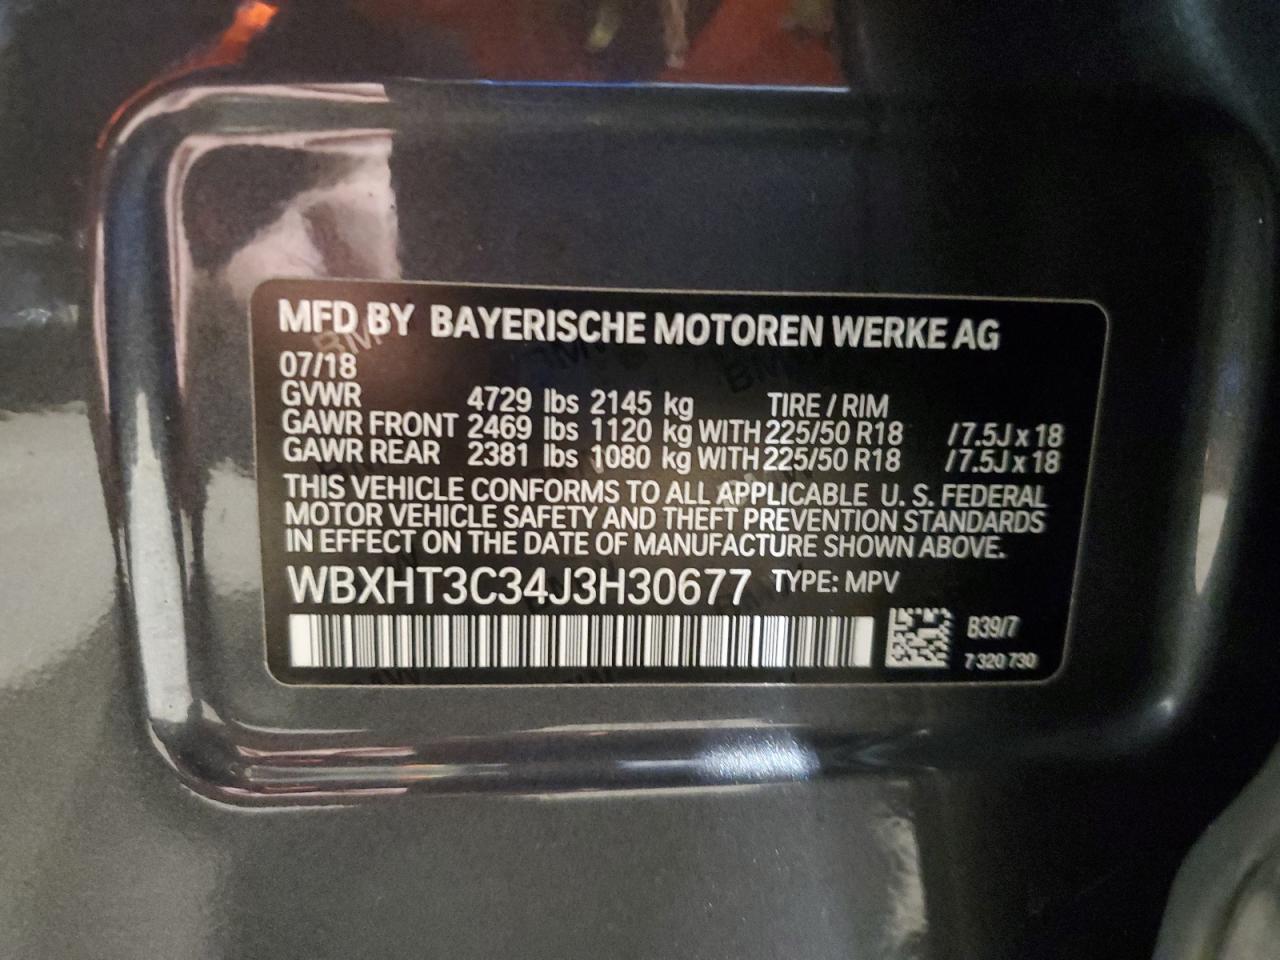 MFD BY BAYERISCHE MOTOREN WERKE AG
07/18
GVWR 4729 lbs 2145 kg TIRE / RIM
GAWR FRONT 2469 lbs 1120 kg WITH 225/50 R18 /7.5J x 18
GAWR REAR 2381 lbs 1080 kg WITH 225/50 R18 /7.5J x 18
THIS VEHICLE CONFORMS TO ALL APPLICABLE U. S. FEDERAL
MOTOR VEHICLE SAFETY AND THEFT PREVENTION STANDARDS
IN EFFECT ON THE DATE OF MANUFACTURE SHOWN ABOVE.
WBXHT3C34J3H30677 TYPE: MPV
B39/7
7 320 730